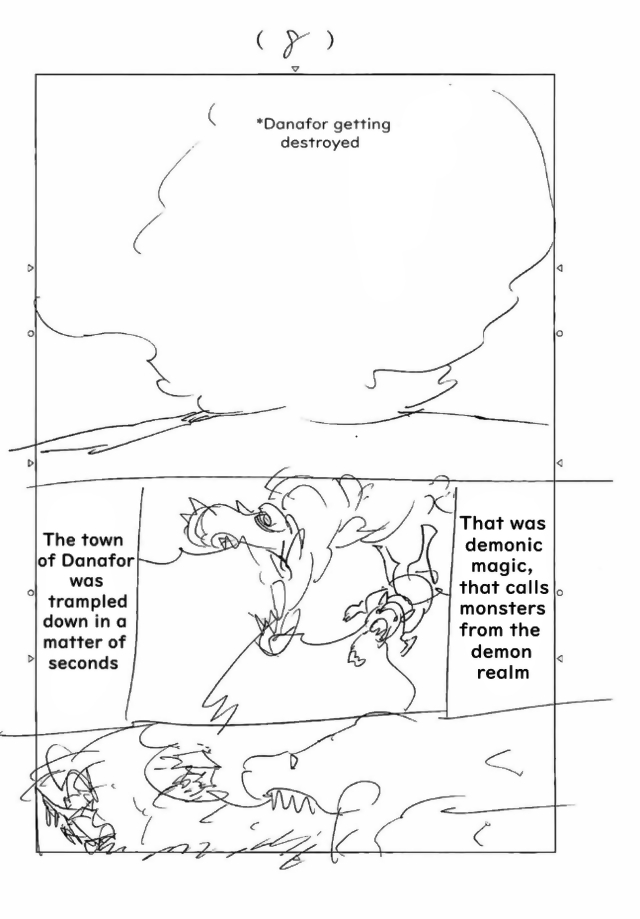 ( 8 )
*Danafor getting
destroyed
That was
demonic
magic,
that calls
monsters
from the
demon
realm
The town
of Danafor
was
trampled
down in a
matter of
seconds